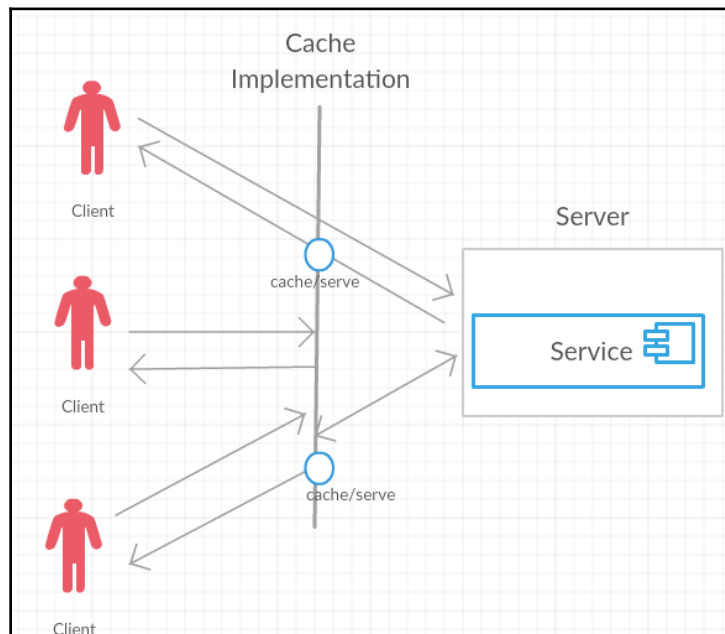 Cache
Implementation
Client
Server
cache/serve
Service
Client
cache/serve
Client